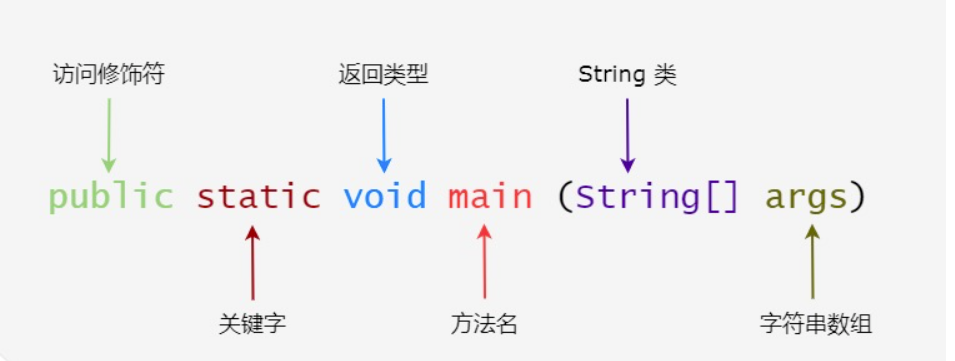 访问修饰符 返回类型 String 类
public static void main (String[] args)
关键字 方法名 字符串数组